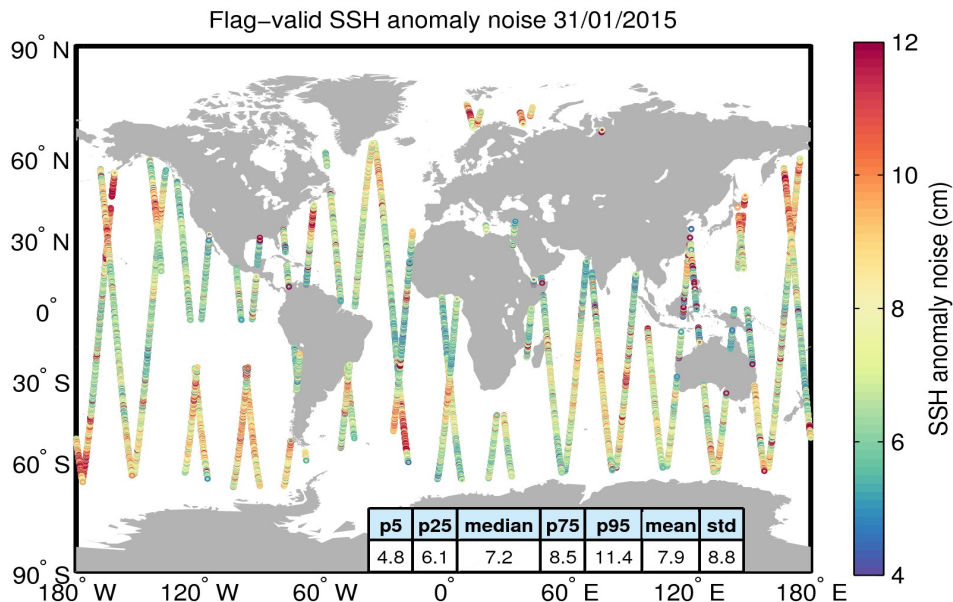 Flag−valid SSH anomaly noise 31/01/2015
90° N
60° N
30° N
0°
30° S
60° S
90° S
180° W
120° W
60° W
0°
60° E
120° E
180° E
p5 p25 median p75 p95 mean std
4.8 6.1 7.2 8.5 11.4 7.9 8.8
12
10
8
6
4
SSH anomaly noise (cm)